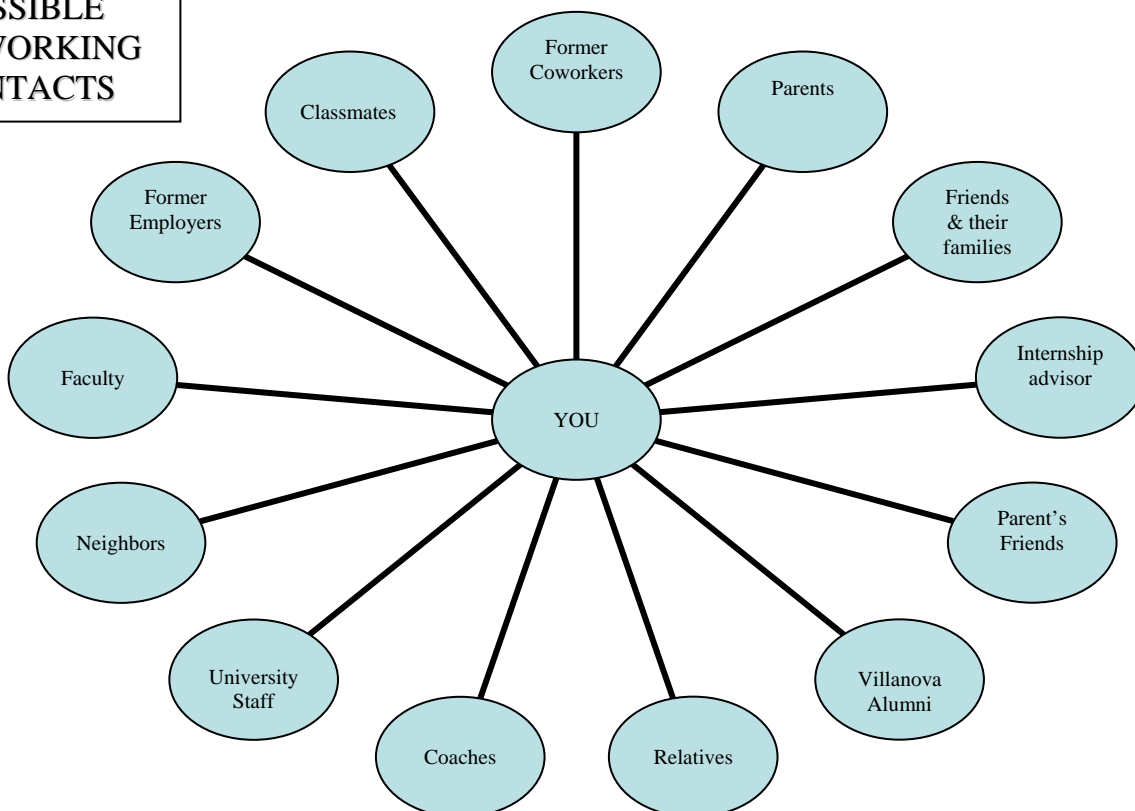 SSIBLE
WORKING
NTACTS
Former
Coworkers
Parents
Friends
& their
families
Internship
advisor
Parent’s
Friends
Villanova
Alumni
Relatives
Coaches
University
Staff
Neighbors
Faculty
Former
Employers
Classmates
YOU